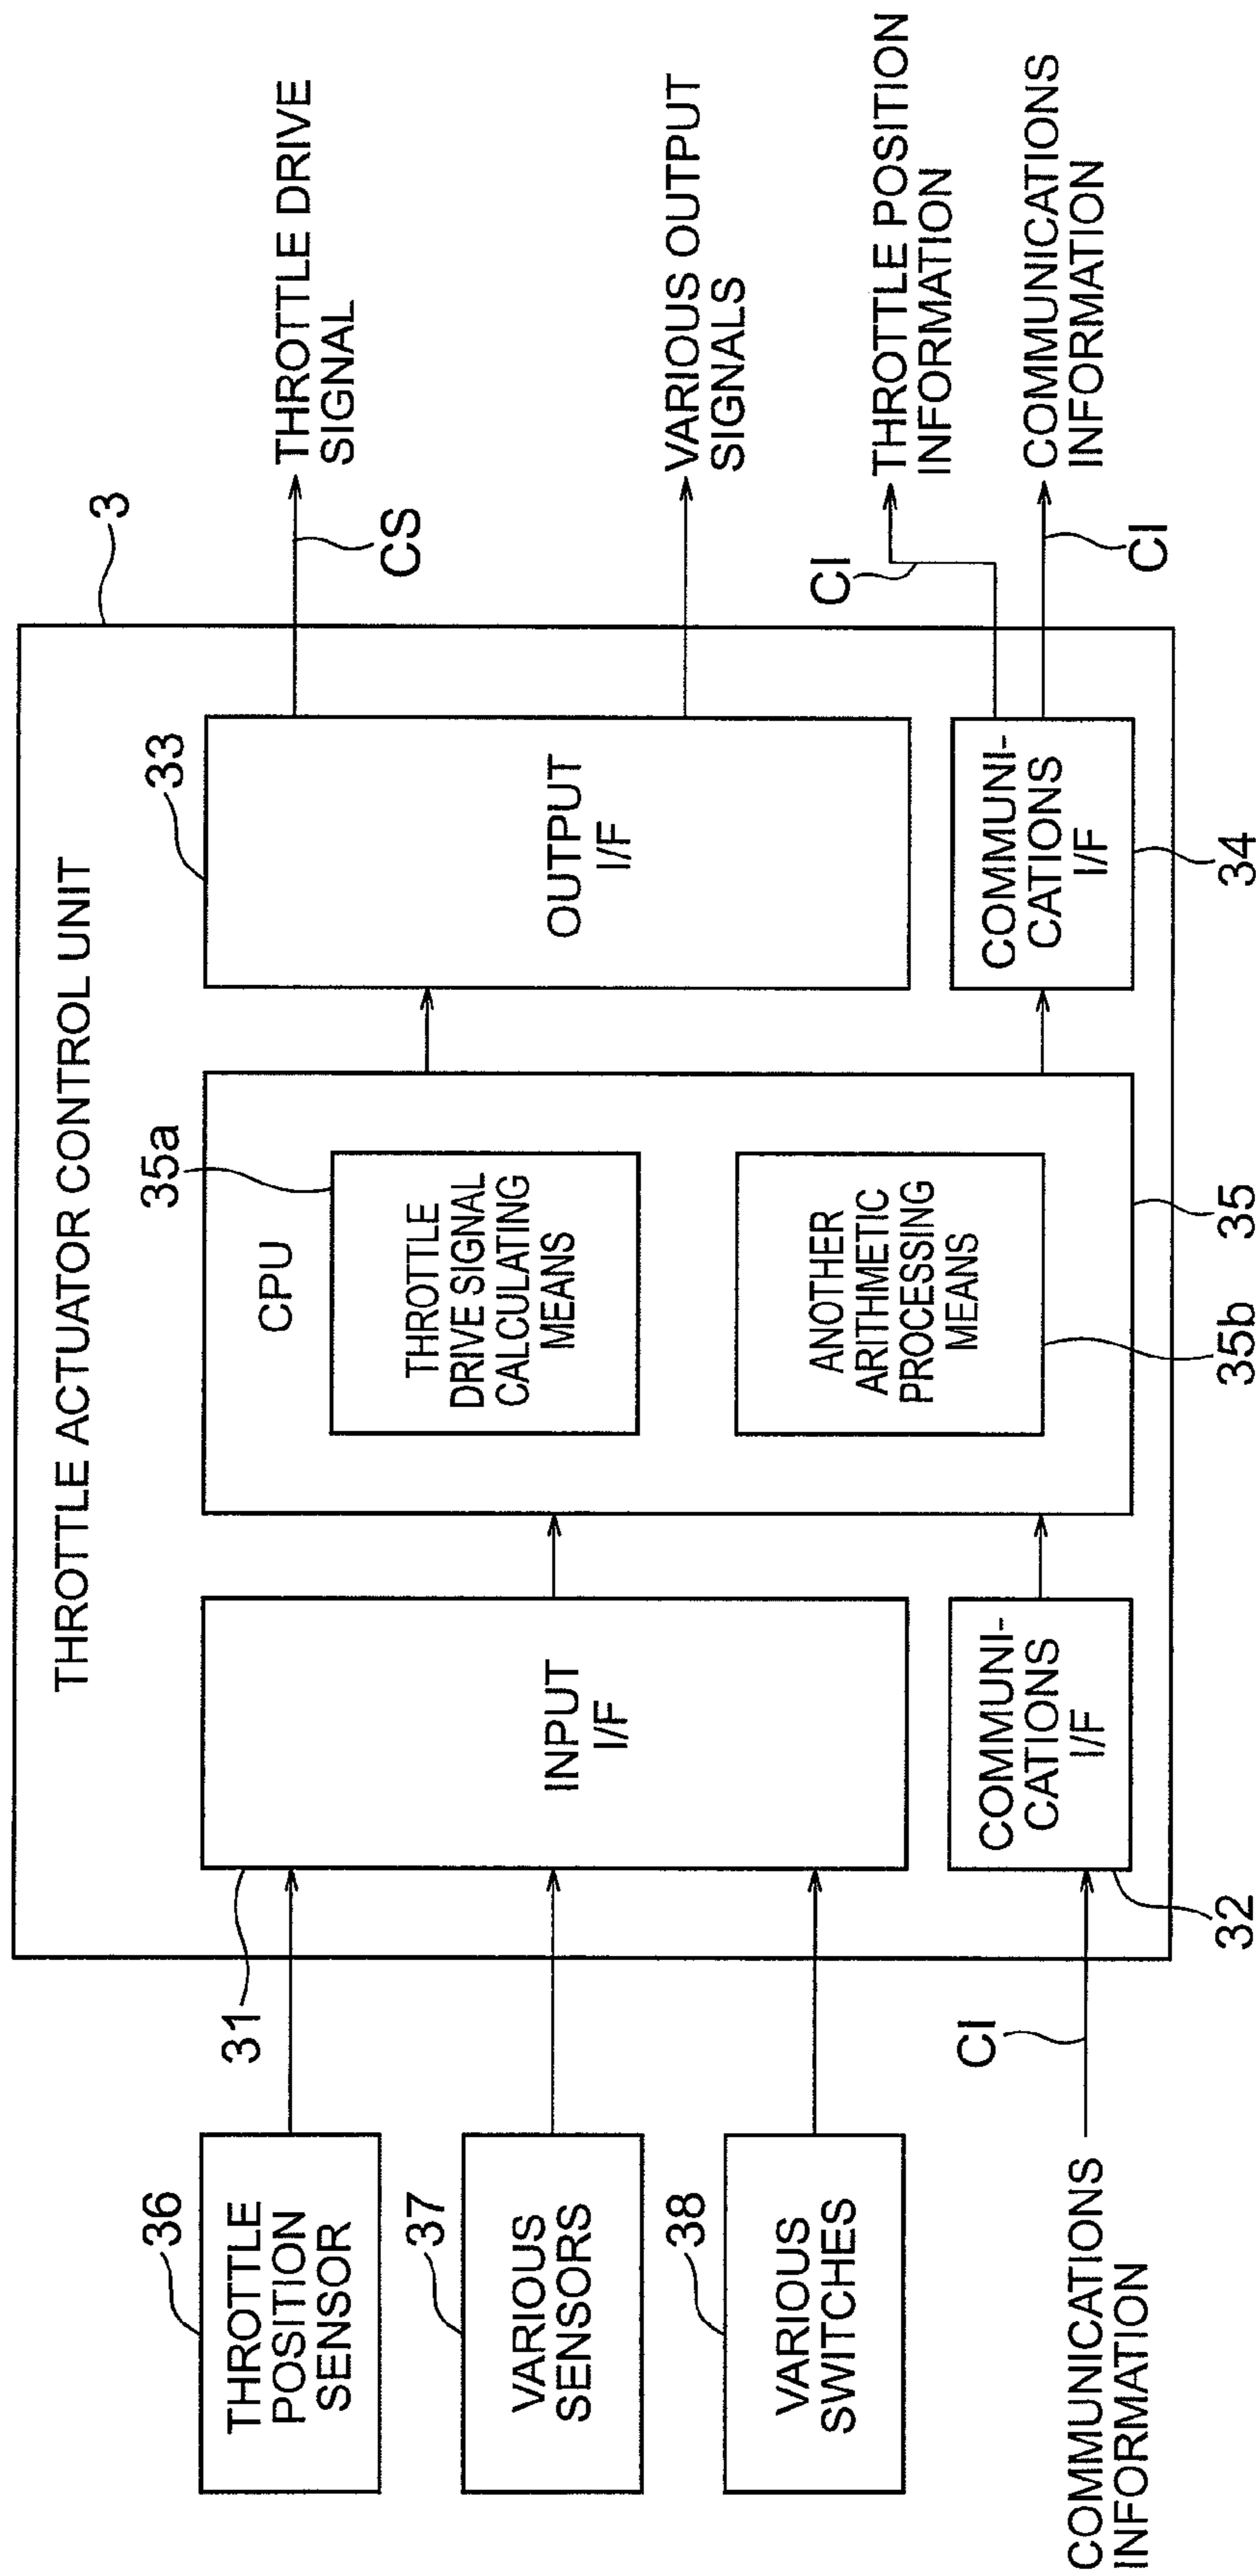 THROTTLE ACTUATOR CONTROL UNIT
3
36
THROTTLE
POSITION
SENSOR
37
VARIOUS
SENSORS
38
VARIOUS
SWITCHES
COMMUNICATIONS
INFORMATION
CI
31
INPUT
I/F
COMMUNI-
CATIONS
I/F
32
CPU
35a
THROTTLE
DRIVE SIGNAL
CALCULATING
MEANS
ANOTHER
ARITHMETIC
PROCESSING
MEANS
35b
35
33
OUTPUT
I/F
COMMUNI-
CATIONS
I/F
34
CS
THROTTLE DRIVE
SIGNAL
VARIOUS OUTPUT
SIGNALS
CI
THROTTLE POSITION
INFORMATION
CI
COMMUNICATIONS
INFORMATION